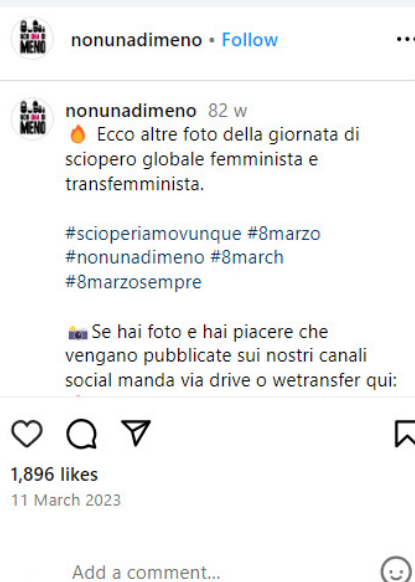 nonunadimeno • Follow
nonunadimeno 82 w
🔥 Ecco altre foto della giornata di
sciopero globale femminista e
transfemminista.
#scioperiamovunque #8marzo
#nonunadimeno #8march
#8marzosempre
📸 Se hai foto e hai piacere che
vengano pubblicate sui nostri canali
social manda via drive o wetransfer qui:
1,896 likes
11 March 2023
Add a comment...